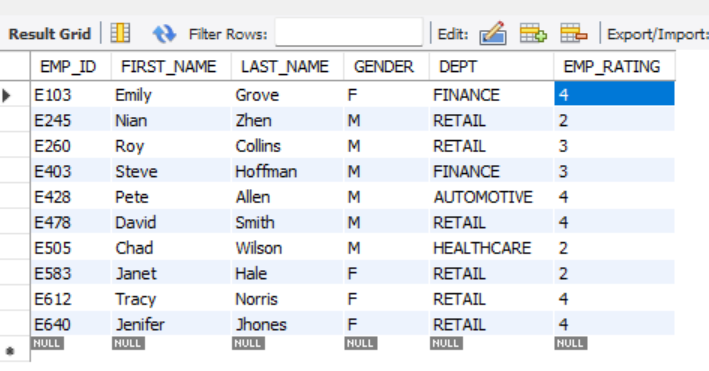 Result Grid Filter Rows: Edit: Export/Import:
EMP_ID FIRST_NAME LAST_NAME GENDER DEPT EMP_RATING
E103 Emily Grove F FINANCE 4
E245 Nian Zhen M RETAIL 2
E260 Roy Collins M RETAIL 3
E403 Steve Hoffman M FINANCE 3
E428 Pete Allen M AUTOMOTIVE 4
E478 David Smith M RETAIL 4
E505 Chad Wilson M HEALTHCARE 2
E583 Janet Hale F RETAIL 2
E612 Tracy Norris F RETAIL 4
E640 Jenifer Jhones F RETAIL 4
NULL NULL NULL NULL NULL NULL